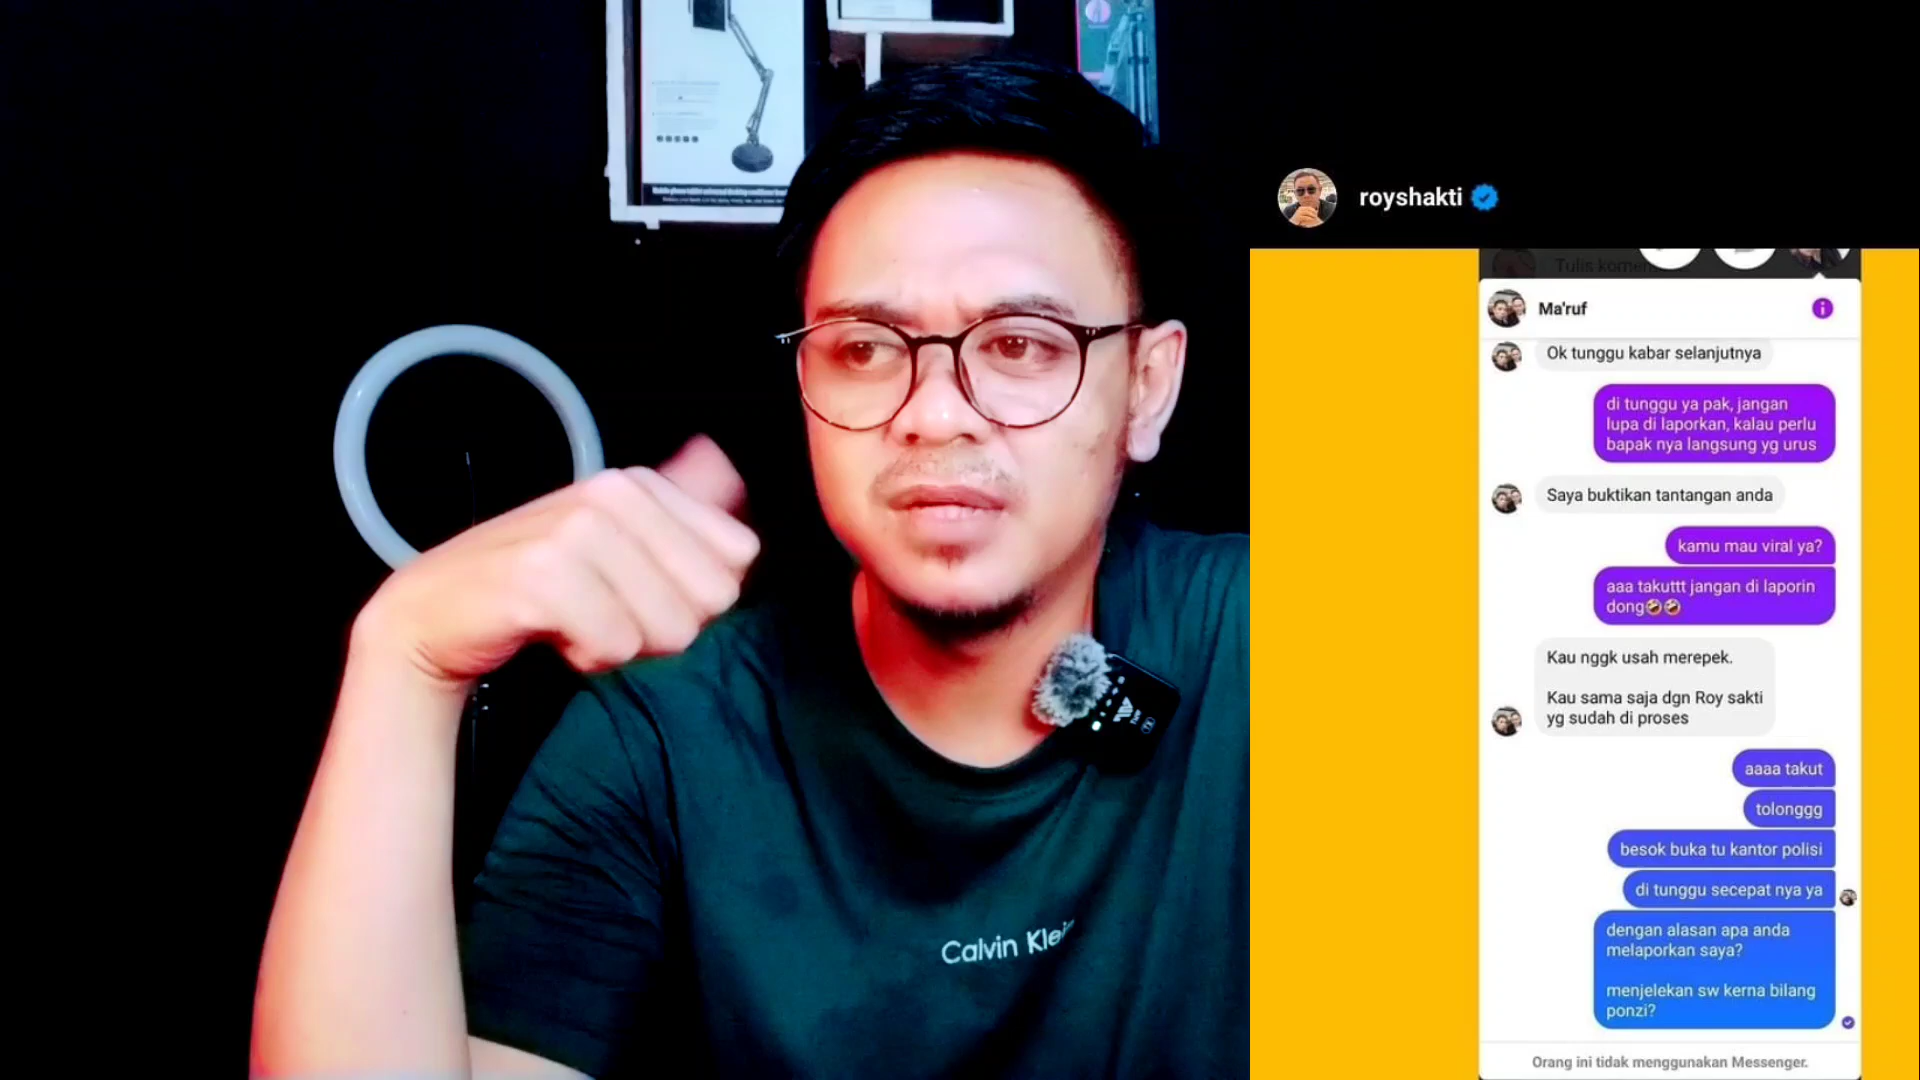 royshakti
Tulis komen
Ma'ruf
Ok tunggu kabar selanjutnya
di tunggu ya pak, jangan
lupa di laporkan, kalau perlu
bapak nya langsung yg urus
Saya buktikan tantangan anda
kamu mau viral ya?
aaa takuttt jangan di laporin
dong🤣🤣
Kau nggk usah merepek.
Kau sama saja dgn Roy sakti
yg sudah di proses
aaaa takut
tolonggg
besok buka tu kantor polisi
di tunggu secepat nya ya
dengan alasan apa anda
melaporkan saya?
menjelekan sw kerna bilang
ponzi?
Orang ini tidak menggunakan Messenger.
Calvin Klein